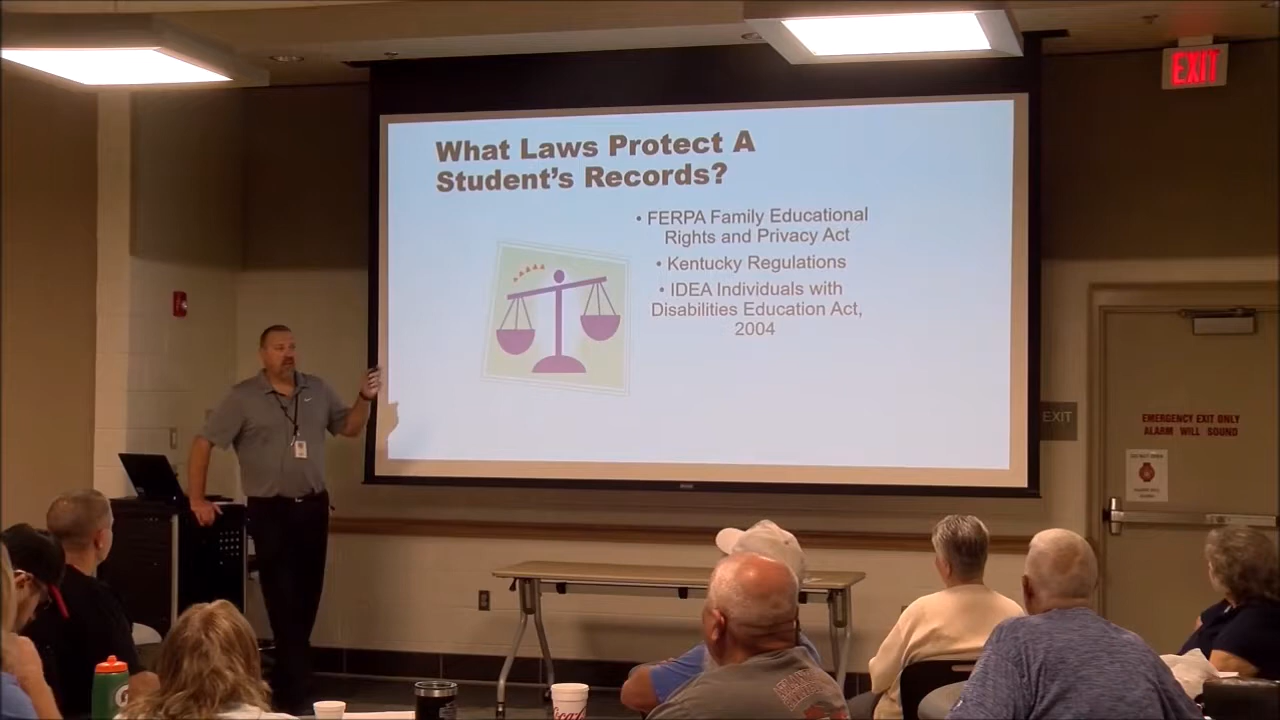 EXIT
What Laws Protect A
Student's Records?
• FERPA Family Educational
Rights and Privacy Act
• Kentucky Regulations
• IDEA Individuals with
Disabilities Education Act,
2004
EXIT
EMERGENCY EXIT ONLY
ALARM WILL SOUND
G